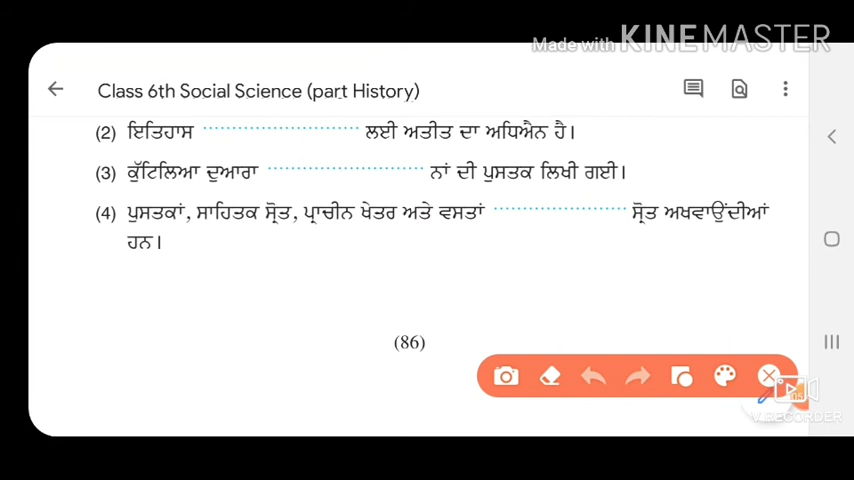 Made with KINEMASTER
Class 6th Social Science (part History)
(2) ਇਤਿਹਾਸ ........................... ਲਈ ਅਤੀਤ ਦਾ ਅਧਿਐਨ ਹੈ।
(3) ਕੁੱਟਿਲਿਆ ਦੁਆਰਾ ........................... ਨਾਂ ਦੀ ਪੁਸਤਕ ਲਿਖੀ ਗਈ।
(4) ਪੁਸਤਕਾਂ, ਸਾਹਿਤਕ ਸ੍ਰੋਤ, ਪ੍ਰਾਚੀਨ ਖੇਤਰ ਅਤੇ ਵਸਤਾਂ ....................... ਸ੍ਰੋਤ ਅਖਵਾਉਂਦੀਆਂ
ਹਨ।
(86)
V RECORDER